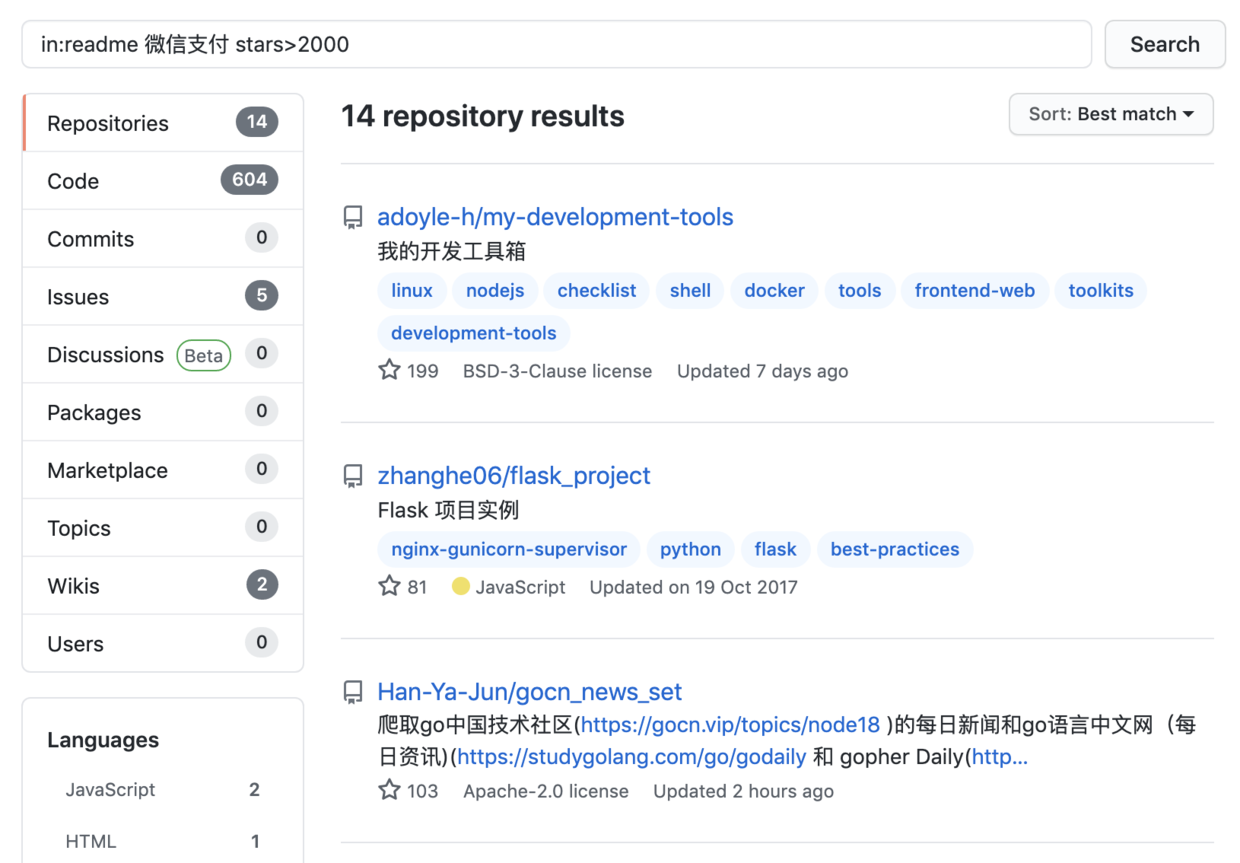 in:readme 微信支付 stars>2000
Search
Repositories 14
Code 604
Commits 0
Issues 5
Discussions Beta 0
Packages 0
Marketplace 0
Topics 0
Wikis 2
Users 0
Languages
JavaScript 2
HTML 1
14 repository results
Sort: Best match
adoyle-h/my-development-tools
我的开发工具箱
linux nodejs checklist shell docker tools frontend-web toolkits
development-tools
199 BSD-3-Clause license Updated 7 days ago
zhanghe06/flask_project
Flask 项目实例
nginx-gunicorn-supervisor python flask best-practices
81 JavaScript Updated on 19 Oct 2017
Han-Ya-Jun/gocn_news_set
爬取go中国技术社区(https://gocn.vip/topics/node18 )的每日新闻和go语言中文网（每
日资讯)(https://studygolang.com/go/godaily 和 gopher Daily(http...
103 Apache-2.0 license Updated 2 hours ago